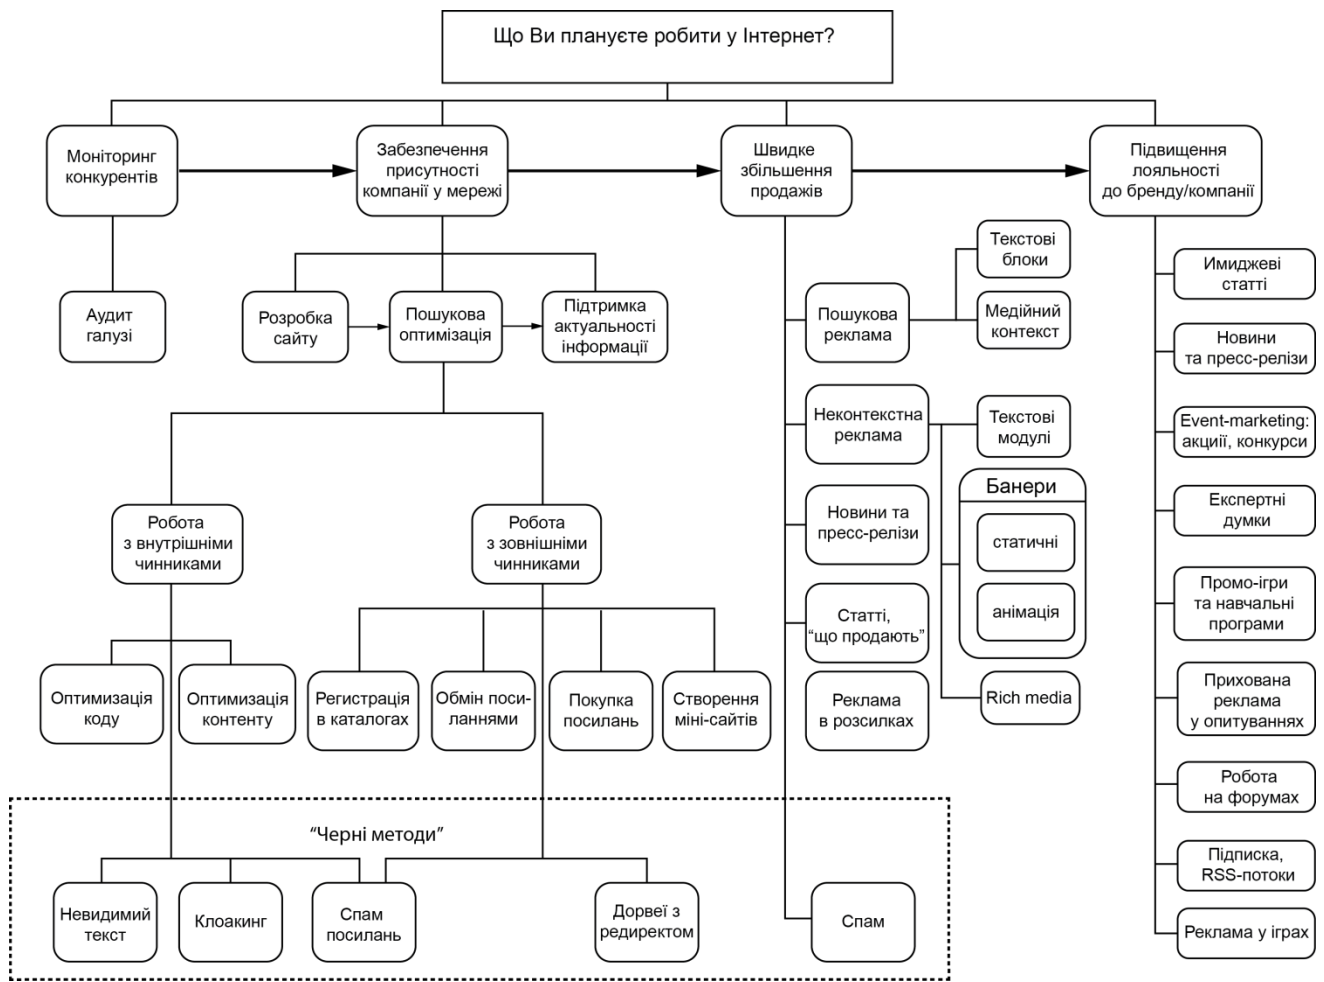 Що Ви плануєте робити у Інтернет?
Моніторинг
конкурентів
Забезпечення
присутності
компанії у мережі
Швидке
збільшення
продажів
Підвищення
лояльності
до бренду/компанії
Аудит
галузі
Розробка
сайту
Пошукова
оптимізація
Підтримка
актуальності
інформації
Робота
з внутрішніми
чинниками
Робота
з зовнішніми
чинниками
Оптимизація
коду
Оптимизація
контенту
Регистрація
в каталогах
Обмін поси-
ланнями
Покупка
посилань
Створення
міні-сайтів
Пошукова
реклама
Текстові
блоки
Медійний
контекст
Неконтекстна
реклама
Текстові
модулі
Банери
статичні
анімація
Rich media
Новини та
пресс-релізи
Статті,
“що продають”
Реклама
в розсилках
Имиджеві
статті
Новини
та пресс-релізи
Event-marketing:
акциії, конкурси
Експертні
думки
Промо-ігри
та навчальні
програми
Прихована
реклама
у опитуваннях
Робота
на форумах
Підписка,
RSS-потоки
Реклама у іграх
“Черні методи”
Невидимий
текст
Клоакинг
Спам
посилань
Дорвеї з
редиректом
Спам